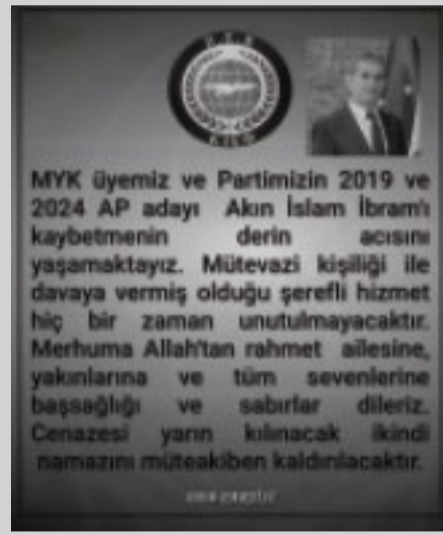 D.E.B
K.I.E.F
MYK üyemiz ve Partimizin 2019 ve
2024 AP adayı Akın İslam İbram'ı
kaybetmenin derin acısını
yaşamaktayız. Mütevazi kişiliği ile
davaya vermiş olduğu şerefli hizmet
hiç bir zaman unutulmayacaktır.
Merhuma Allah'tan rahmet ailesine,
yakınlarına ve tüm sevenlerine
başsağlığı ve sabırlar dileriz.
Cenazesi yarın kılınacak ikindi
namazını müteakiben kaldırılacaktır.